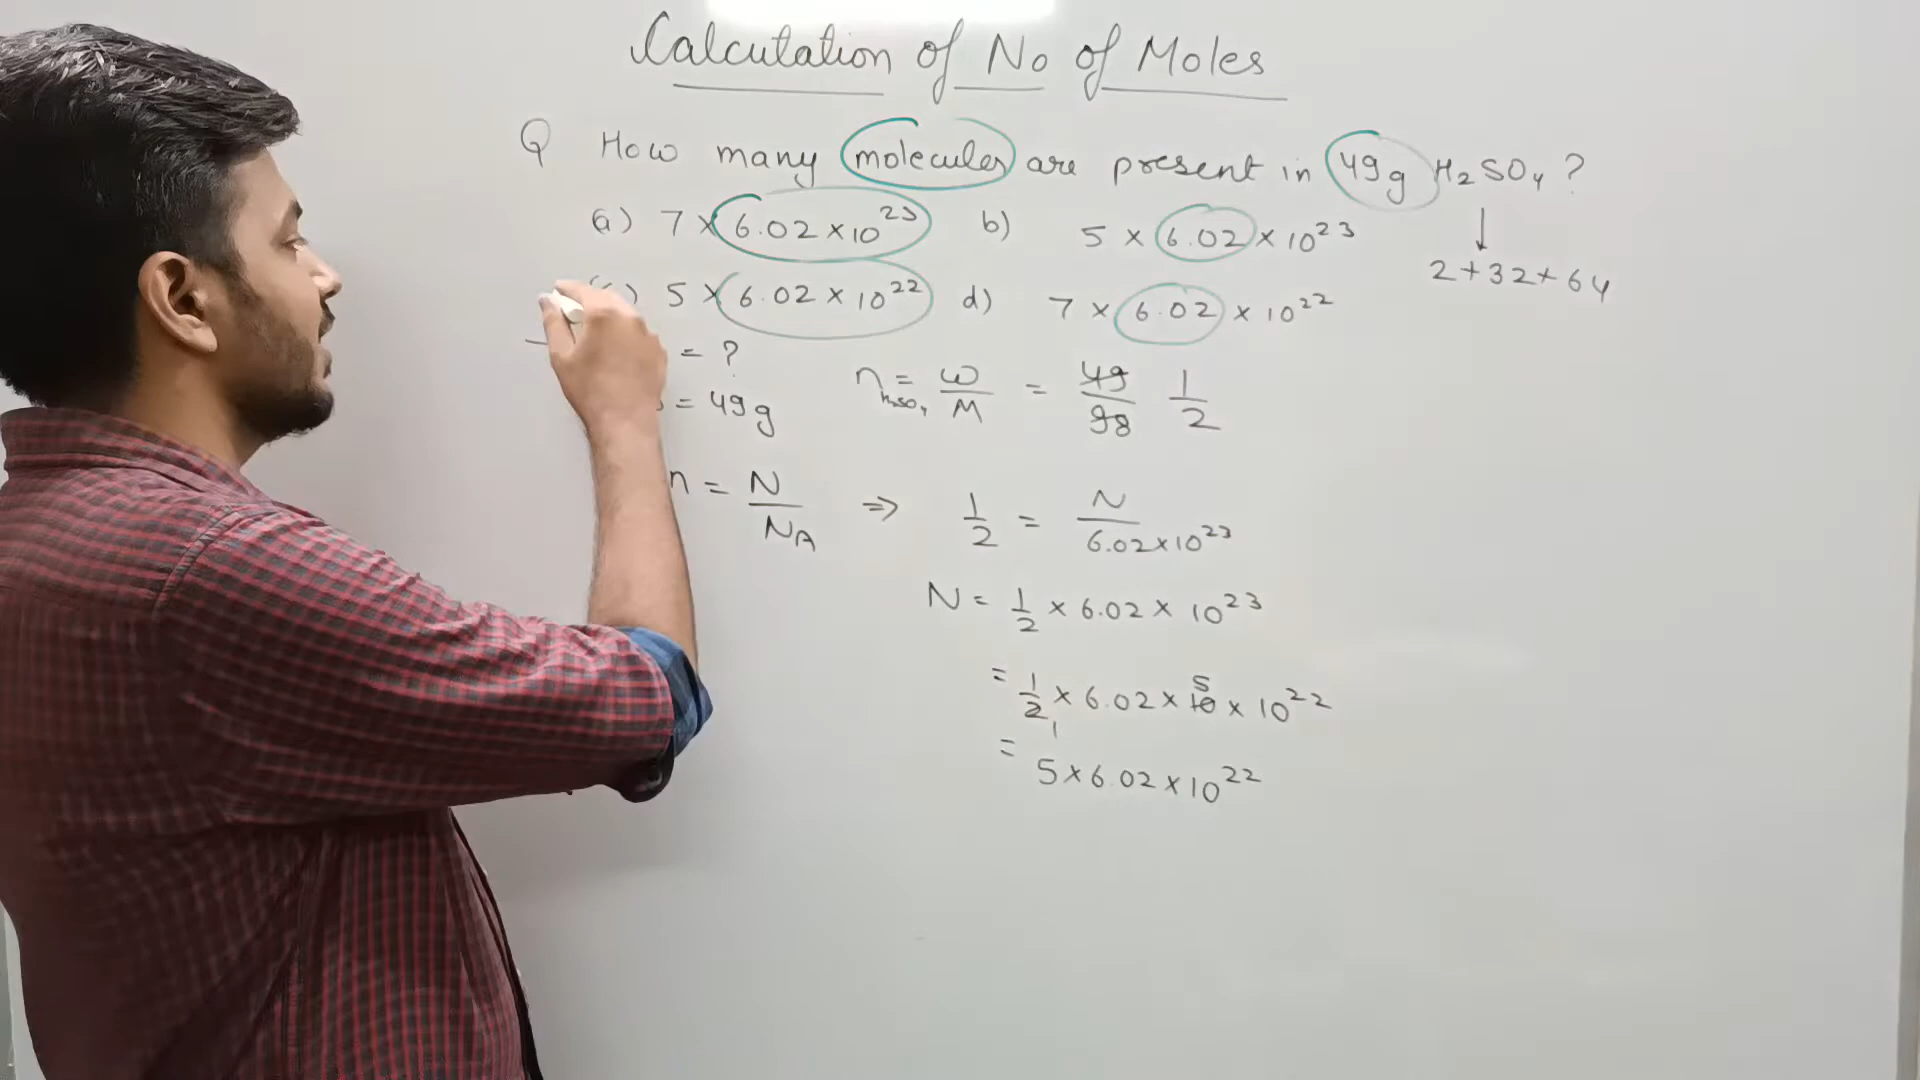 Calculation of No of Moles
Q How many molecules are present in 49g H₂SO₄ ?
a) 7 × 6.02 × 10²³ b) 5 × 6.02 × 10²³
2+32+64
) 5 × 6.02 × 10²² d) 7 × 6.02 × 10²²
= ?
n H₂SO₄ = w/M = 49/98 1/2
= 49g
n = N/NA ⇒ 1/2 = N/6.02×10²³
N = 1/2 × 6.02 × 10²³
= 1/2 1 × 6.02 × 10 5 × 10²²
= 5×6.02×10²²